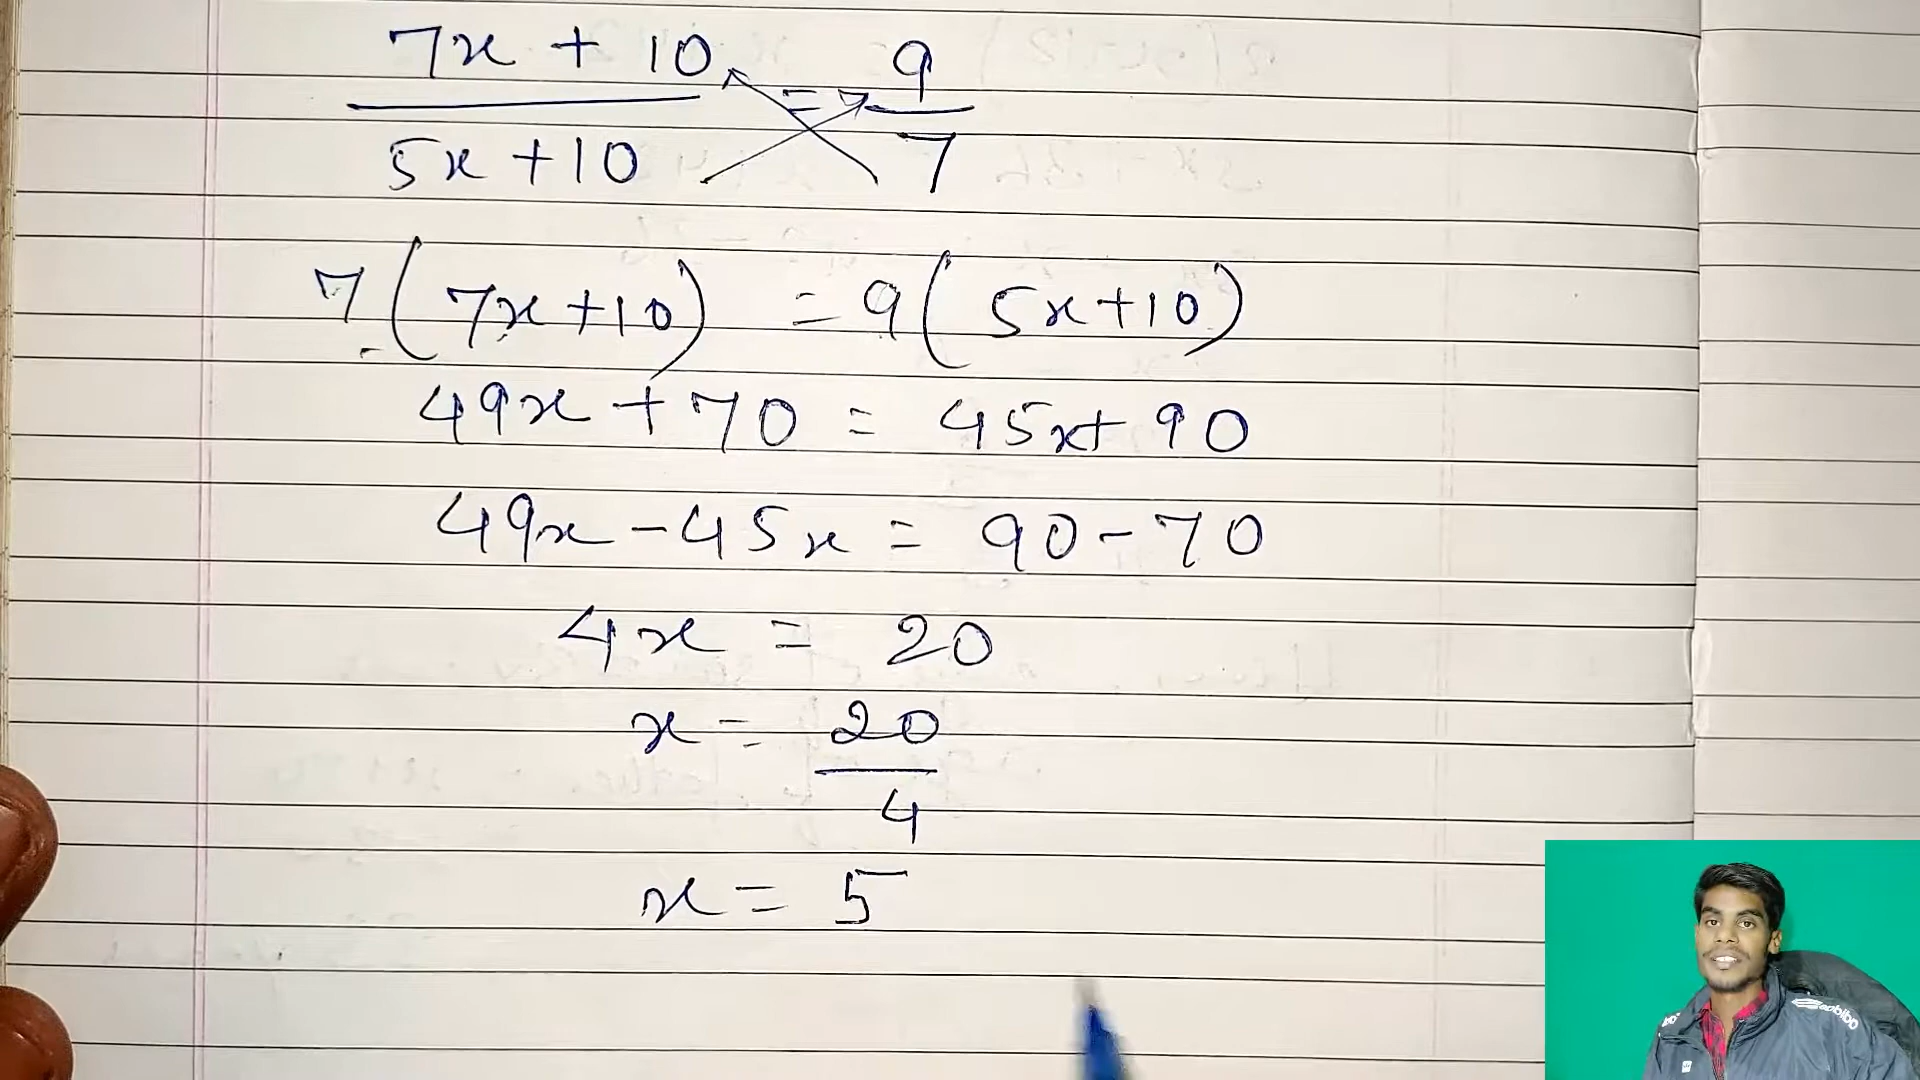 7x + 10 = 9
5x + 10 7
7(7x+10) = 9(5x+10)
49x + 70 = 45x + 90
49x - 45x = 90 - 70
4x = 20
x = 20
4
x = 5